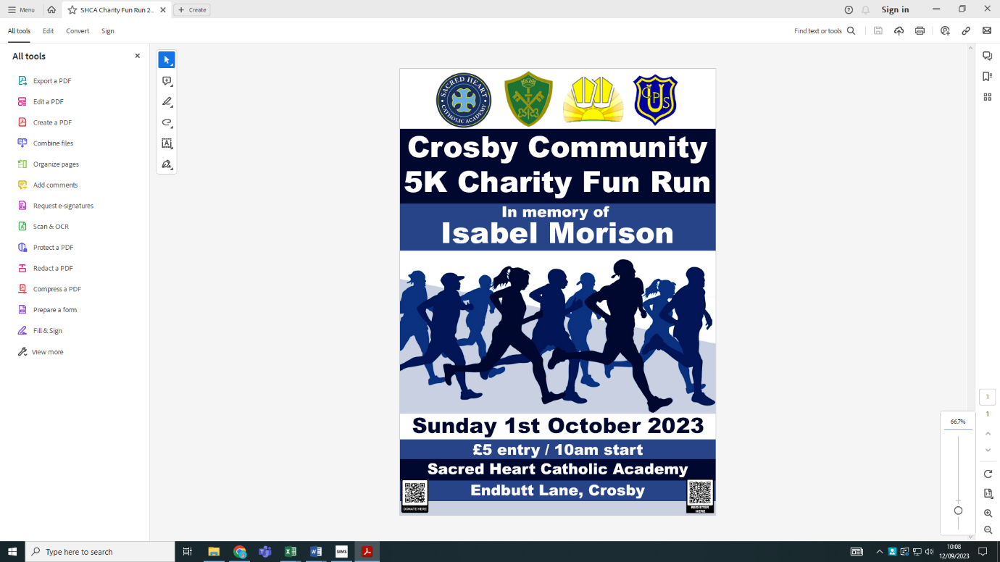 Menu
SHCA Charity Fun Run 2...
Create
Sign in
All tools
Edit
Convert
Sign
Find text or tools
All tools
Export a PDF
Edit a PDF
Create a PDF
Combine files
Organize pages
Add comments
Request e-signatures
Scan & OCR
Protect a PDF
Redact a PDF
Compress a PDF
Prepare a form
Fill & Sign
View more
SACRED HEART
CATHOLIC ACADEMY
Crosby Community
5K Charity Fun Run
In memory of
Isabel Morison
Sunday 1st October 2023
£5 entry / 10am start
Sacred Heart Catholic Academy
Endbutt Lane, Crosby
DONATE HERE
REGISTER
HERE
1
1
66.7%
Type here to search
SIMS
10:08
12/09/2023